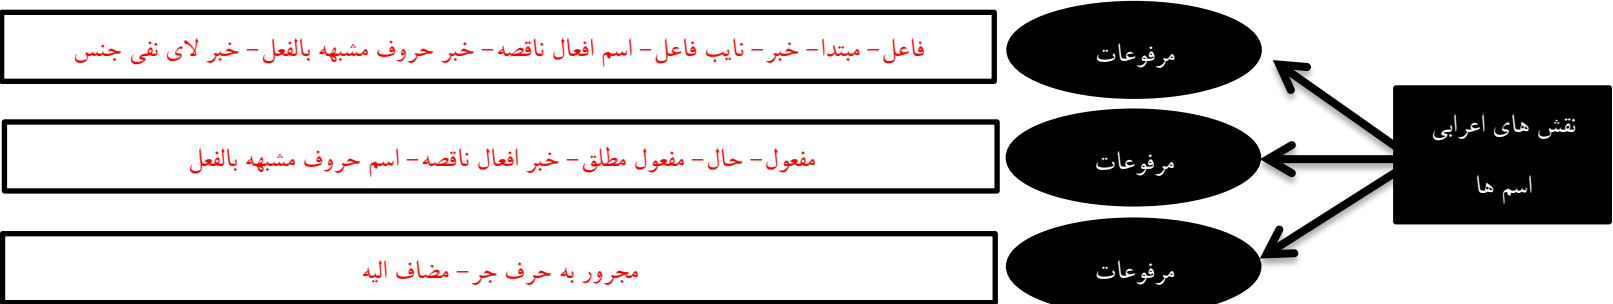 نقش های اعرابی
اسم ها
مرفوعات
فاعل- مبتدا- خبر- نایب فاعل- اسم افعال ناقصه- خبر حروف مشبهه بالفعل- خبر لای نفی جنس
مرفوعات
مفعول- حال- مفعول مطلق- خبر افعال ناقصه- اسم حروف مشبهه بالفعل
مرفوعات
مجرور به حرف جر- مضاف الیه